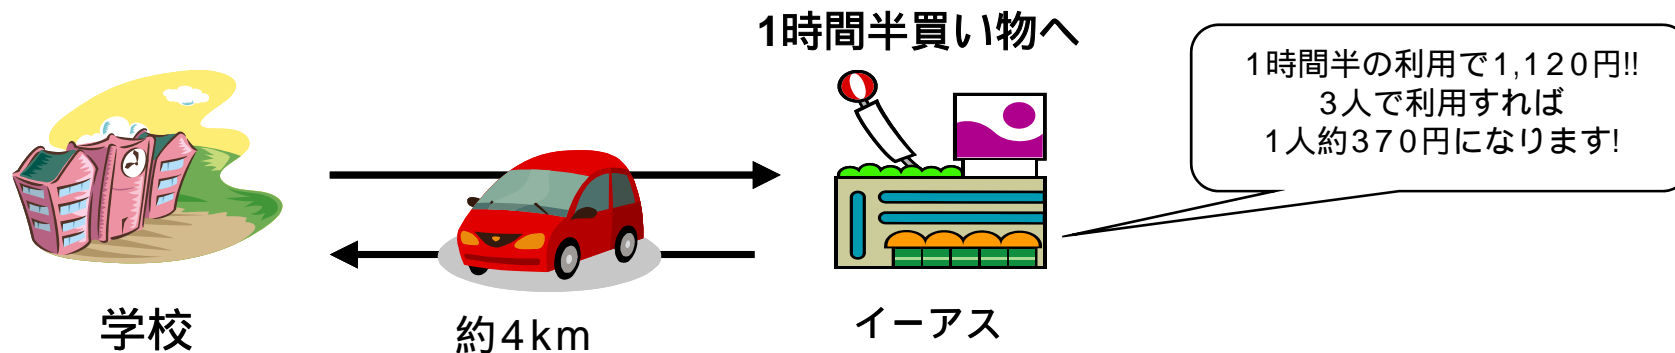 1時間半買い物へ
1時間半の利用で1,120円!!
3人で利用すれば
1人約370円になります!
学校
約4km
イーアス